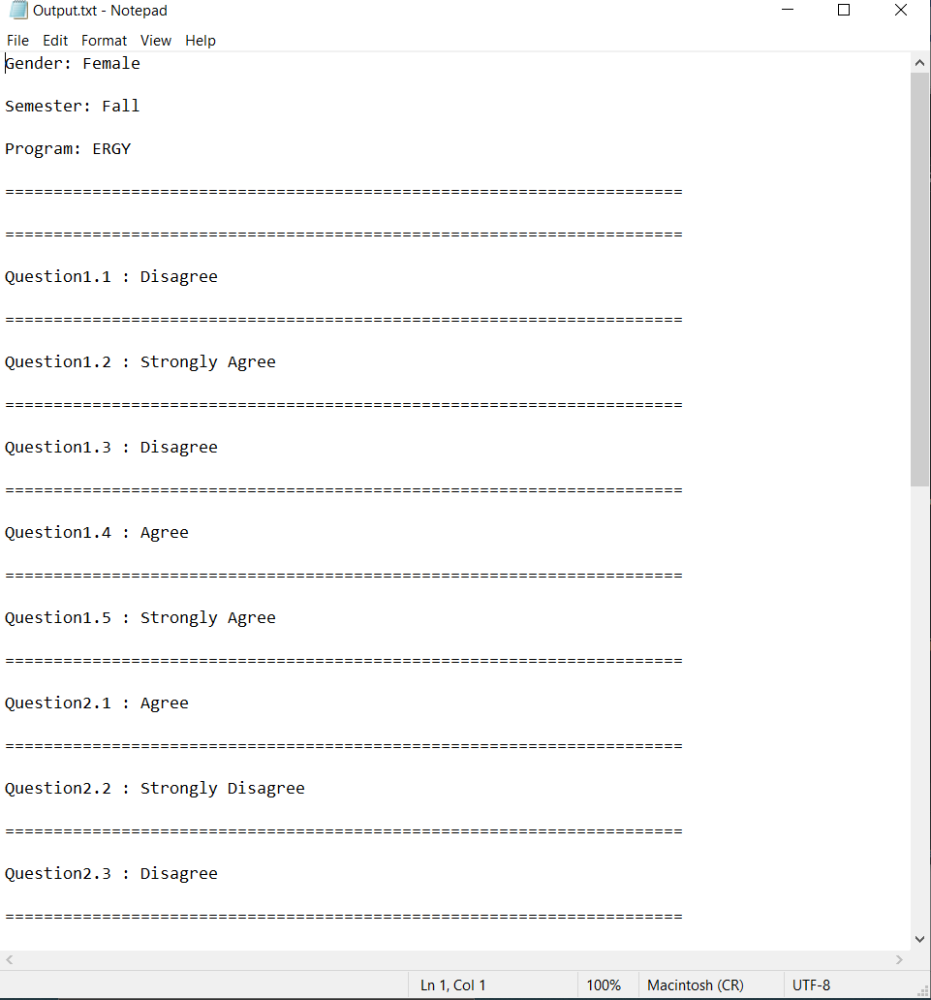 Output.txt - Notepad
File Edit Format View Help
Gender: Female
Semester: Fall
Program: ERGY
======================================================================
======================================================================
Question1.1 : Disagree
======================================================================
Question1.2 : Strongly Agree
======================================================================
Question1.3 : Disagree
======================================================================
Question1.4 : Agree
======================================================================
Question1.5 : Strongly Agree
======================================================================
Question2.1 : Agree
======================================================================
Question2.2 : Strongly Disagree
======================================================================
Question2.3 : Disagree
======================================================================
Ln 1, Col 1 100% Macintosh (CR) UTF-8